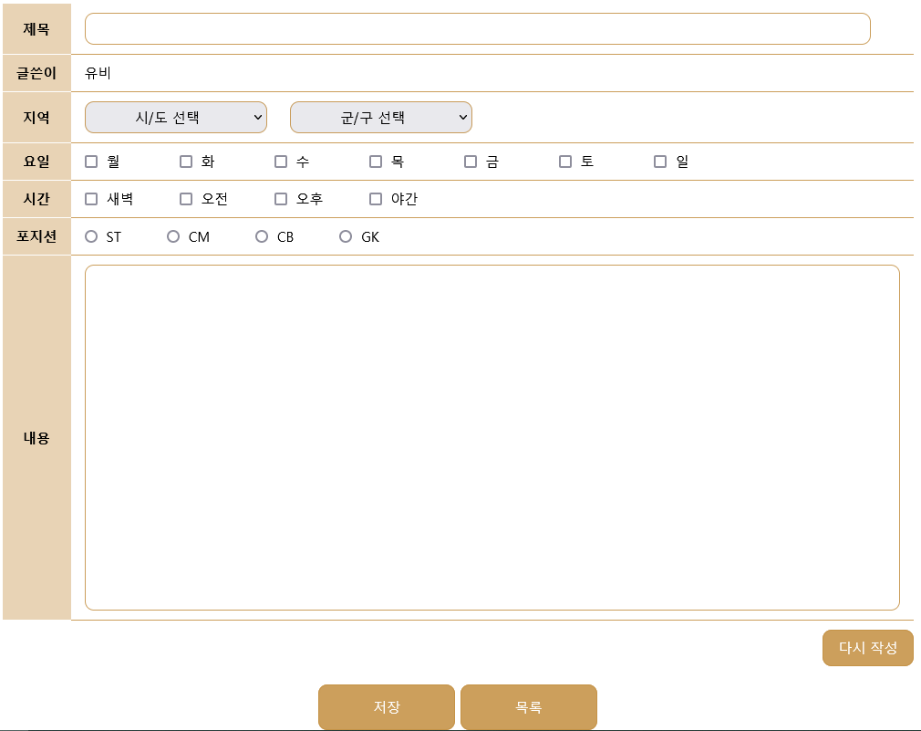 제목
글쓴이 유비
지역 시/도 선택 군/구 선택
요일 월 화 수 목 금 토 일
시간 새벽 오전 오후 야간
포지션 ST CM CB GK
내용
다시 작성
저장 목록